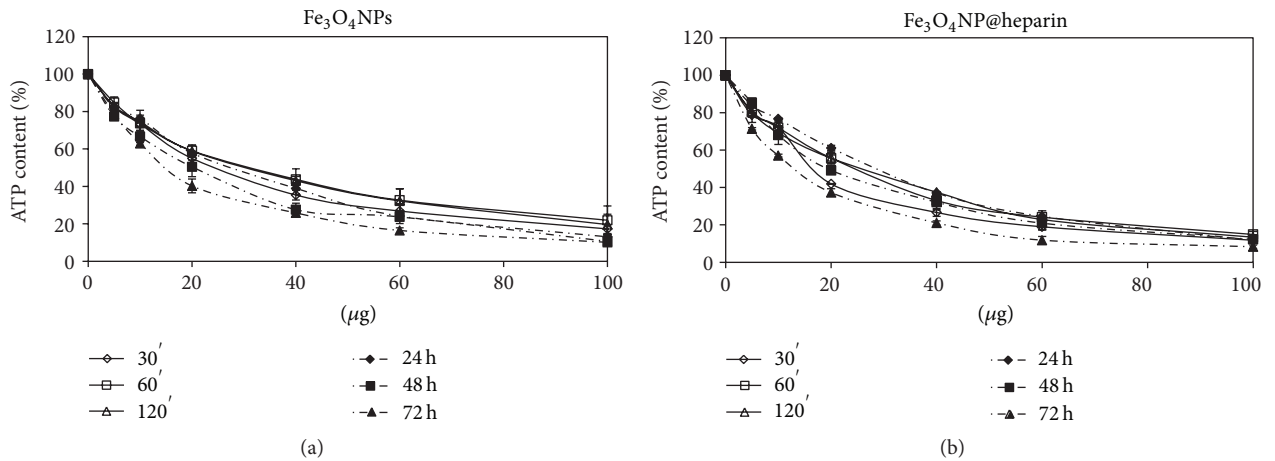 Fe₃O₄NPs
120
100
80
60
40
20
0
ATP content (%)
0 20 40 60 80 100
(µg)
30′
60′
120′
24 h
48 h
72 h
(a)
Fe₃O₄NP@heparin
120
100
80
60
40
20
0
ATP content (%)
0 20 40 60 80 100
(µg)
30′
60′
120′
24 h
48 h
72 h
(b)